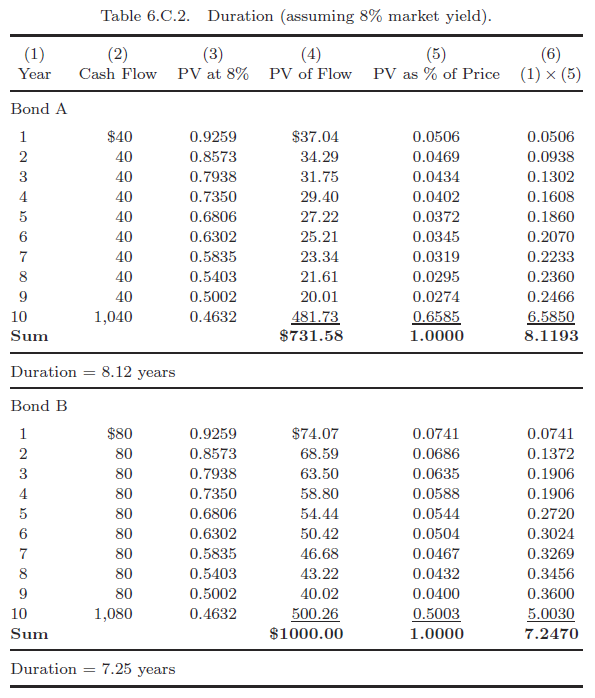 Table 6.C.2. Duration (assuming 8% market yield).
(1) (2) (3) (4) (5) (6)
Year Cash Flow PV at 8% PV of Flow PV as % of Price (1) × (5)
Bond A
1 $40 0.9259 $37.04 0.0506 0.0506
2 40 0.8573 34.29 0.0469 0.0938
3 40 0.7938 31.75 0.0434 0.1302
4 40 0.7350 29.40 0.0402 0.1608
5 40 0.6806 27.22 0.0372 0.1860
6 40 0.6302 25.21 0.0345 0.2070
7 40 0.5835 23.34 0.0319 0.2233
8 40 0.5403 21.61 0.0295 0.2360
9 40 0.5002 20.01 0.0274 0.2466
10 1,040 0.4632 481.73 0.6585 6.5850
Sum $731.58 1.0000 8.1193
Duration = 8.12 years
Bond B
1 $80 0.9259 $74.07 0.0741 0.0741
2 80 0.8573 68.59 0.0686 0.1372
3 80 0.7938 63.50 0.0635 0.1906
4 80 0.7350 58.80 0.0588 0.1906
5 80 0.6806 54.44 0.0544 0.2720
6 80 0.6302 50.42 0.0504 0.3024
7 80 0.5835 46.68 0.0467 0.3269
8 80 0.5403 43.22 0.0432 0.3456
9 80 0.5002 40.02 0.0400 0.3600
10 1,080 0.4632 500.26 0.5003 5.0030
Sum $1000.00 1.0000 7.2470
Duration = 7.25 years